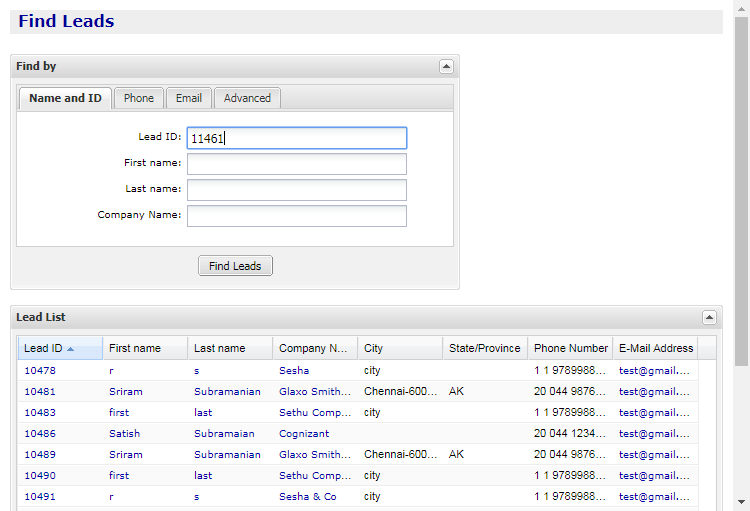 Find Leads
Find by
Name and ID Phone Email Advanced
Lead ID: 11461
First name:
Last name:
Company Name:
Find Leads
Lead List
Lead ID First name Last name Company N... City State/Province Phone Number E-Mail Address
10478 r s Sesha city 1 1 9789988... test@gmail....
10481 Sriram Subramanian Glaxo Smith... Chennai-600... AK 20 044 9876... test@gmail....
10483 first last Sethu Comp... city 1 1 9789988... test@gmail....
10486 Satish Subramaian Cognizant 20 044 1234... test@gmail....
10489 Sriram Subramanian Glaxo Smith... Chennai-600... AK 20 044 9876... test@gmail....
10490 first last Sethu Comp... city 1 1 9789988... test@gmail....
10491 r s Sesha & Co city 1 1 9789988... test@gmail....